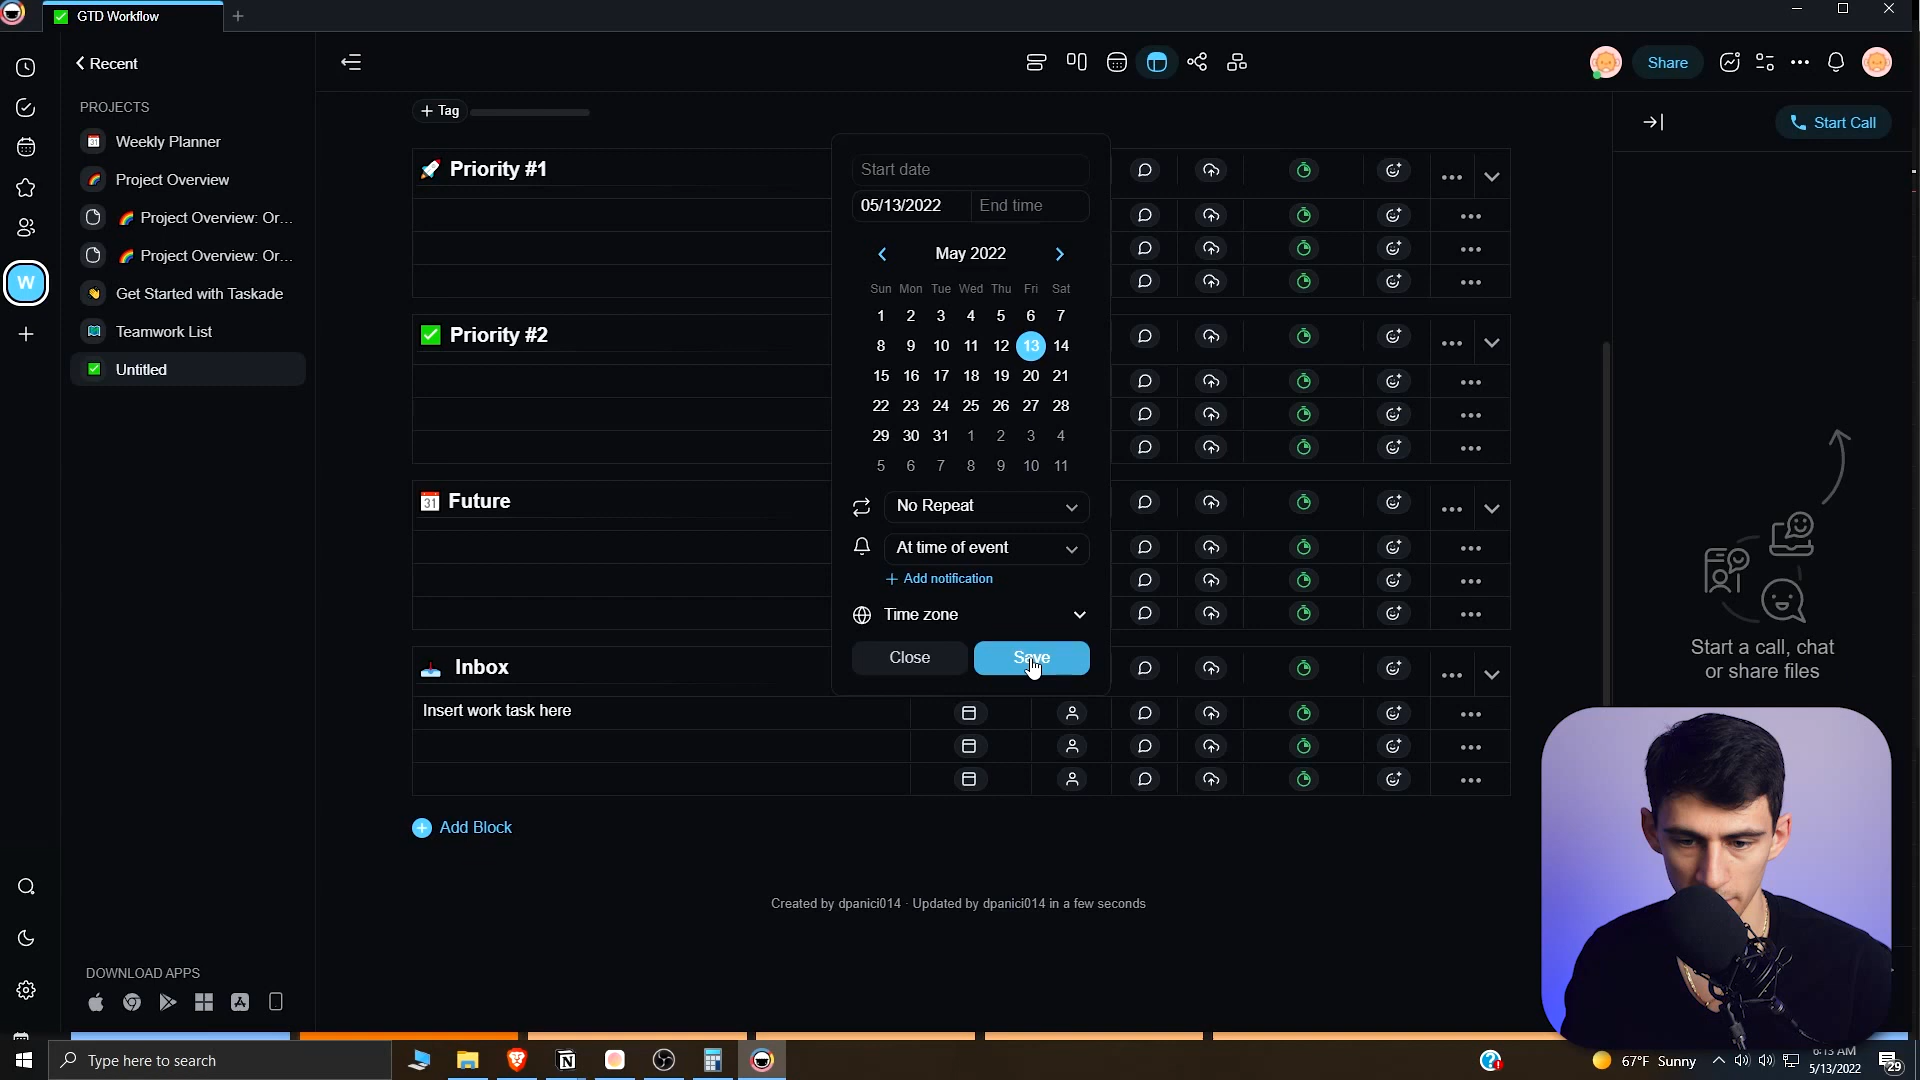 GTD Workflow
Recent
Share
PROJECTS
Weekly Planner
Project Overview
Project Overview: Or...
Project Overview: Or...
Get Started with Taskade
Teamwork List
Untitled
W
+ Tag
Start Call
Priority #1
Priority #2
31 Future
Inbox
Insert work task here
Add Block
Start date
05/13/2022 End time
May 2022
Sun Mon Tue Wed Thu Fri Sat
1 2 3 4 5 6 7
8 9 10 11 12 13 14
15 16 17 18 19 20 21
22 23 24 25 26 27 28
29 30 31 1 2 3 4
5 6 7 8 9 10 11
No Repeat
At time of event
+ Add notification
Time zone
Close Save
Start a call, chat
or share files
Created by dpanici014 · Updated by dpanici014 in a few seconds
DOWNLOAD APPS
Type here to search
67°F Sunny
6:13 AM
5/13/2022
29